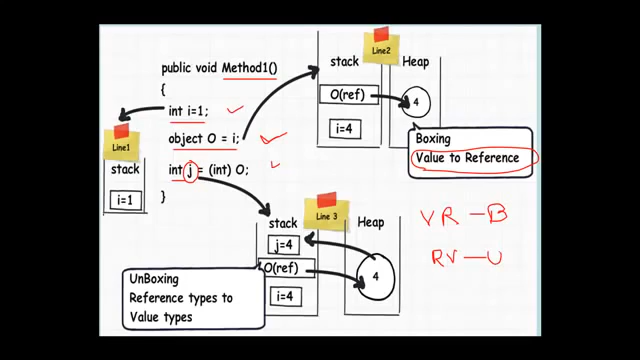 public void Method1()
{
int i=1;
object O = i;
int j = (int) O;
}
Line1
stack
i=1
Line2
stack
Heap
O(ref)
4
i=4
Boxing
Value to Reference
Line 3
stack
Heap
j=4
O(ref)
4
i=4
UnBoxing
Reference types to
Value types
VR - B
RV - U